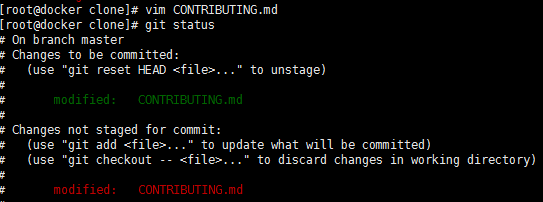 [root@docker clone]# vim CONTRIBUTING.md
[root@docker clone]# git status
# On branch master
# Changes to be committed:
#   (use "git reset HEAD <file>..." to unstage)
#
#       modified:   CONTRIBUTING.md
#
# Changes not staged for commit:
#   (use "git add <file>..." to update what will be committed)
#   (use "git checkout -- <file>..." to discard changes in working directory)
#
#       modified:   CONTRIBUTING.md
#